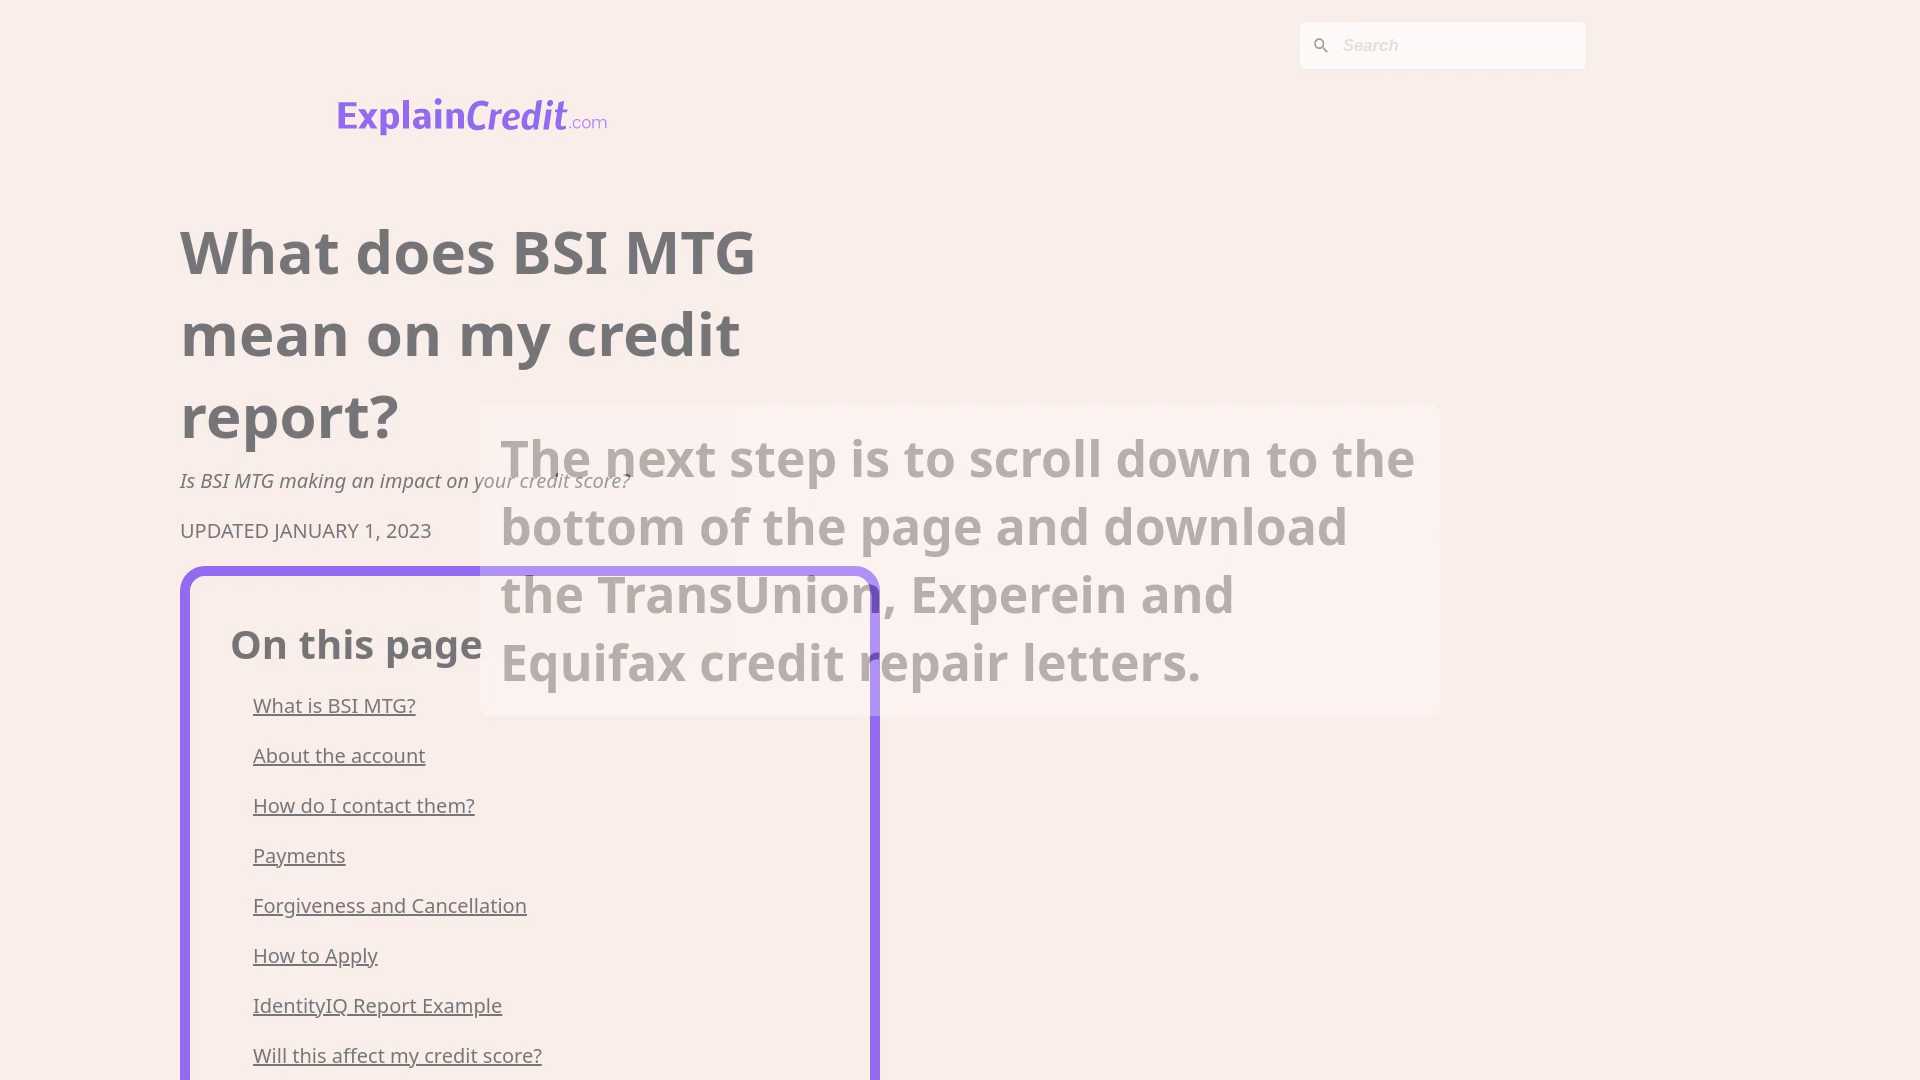 Search
ExplainCredit.com
What does BSI MTG
mean on my credit
report?
Is BSI MTG making an impact on your credit score?
UPDATED JANUARY 1, 2023
The next step is to scroll down to the
bottom of the page and download
the TransUnion, Experein and
Equifax credit repair letters.
On this page
What is BSI MTG?
About the account
How do I contact them?
Payments
Forgiveness and Cancellation
How to Apply
IdentityIQ Report Example
Will this affect my credit score?